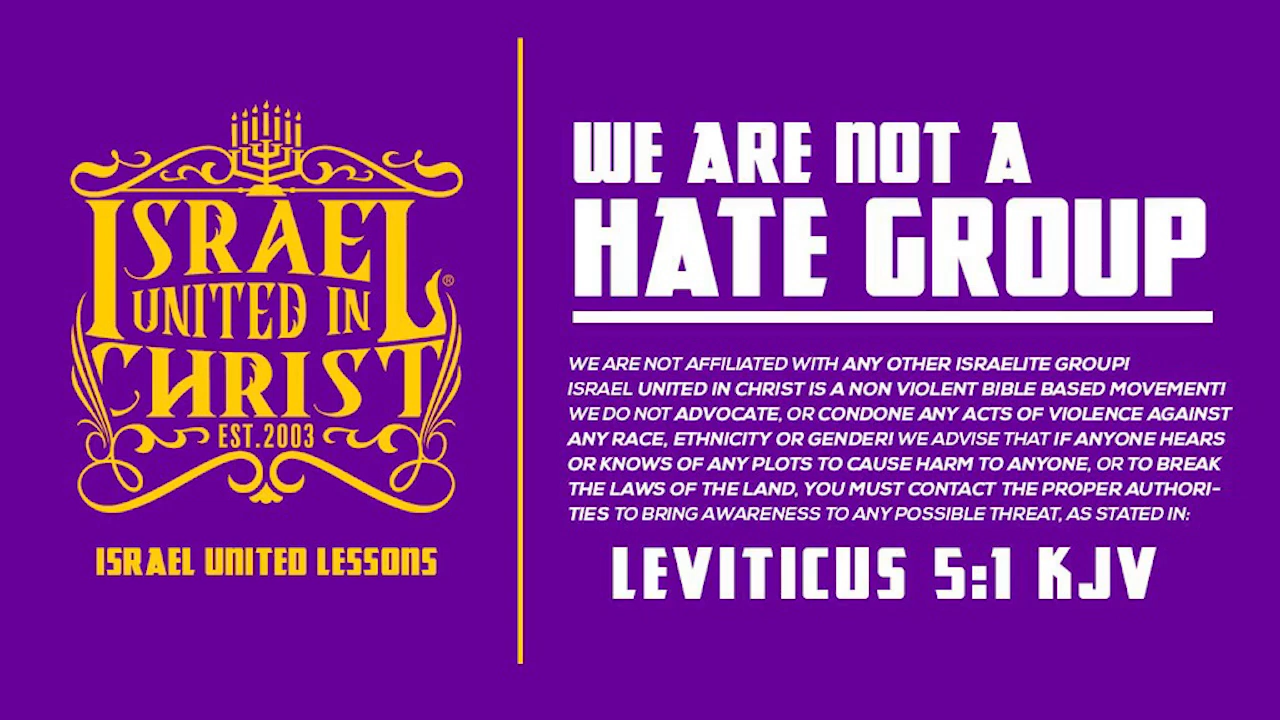 ISRAEL
UNITED IN
CHRIST
®
EST. 2003
ISRAEL UNITED LESSONS
WE ARE NOT A
HATE GROUP
WE ARE NOT AFFILIATED WITH ANY OTHER ISRAELITE GROUP!
ISRAEL UNITED IN CHRIST IS A NON VIOLENT BIBLE BASED MOVEMENT!
WE DO NOT ADVOCATE, OR CONDONE ANY ACTS OF VIOLENCE AGAINST
ANY RACE, ETHNICITY OR GENDER! WE ADVISE THAT IF ANYONE HEARS
OR KNOWS OF ANY PLOTS TO CAUSE HARM TO ANYONE, OR TO BREAK
THE LAWS OF THE LAND, YOU MUST CONTACT THE PROPER AUTHORI-
TIES TO BRING AWARENESS TO ANY POSSIBLE THREAT, AS STATED IN:
LEVITICUS 5:1 KJV